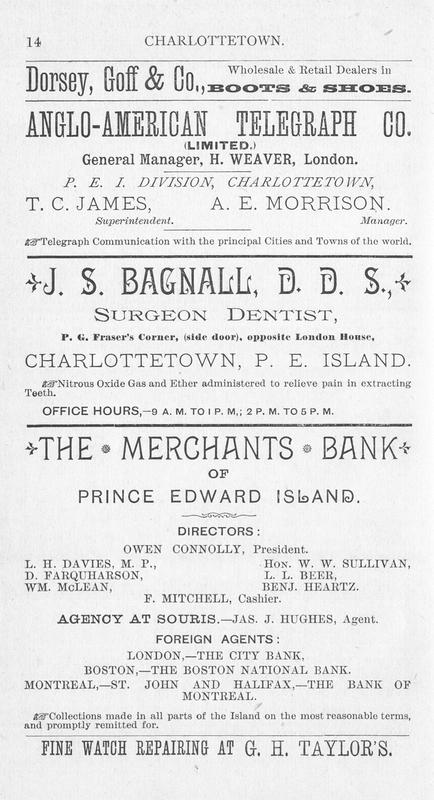 14 CHARLOTTETOWN.
Dorsey, Goff & Co., Wholesale & Retail Dealers in
BOOTS & SHOES.
ANGLO-AMERICAN TELEGRAPH CO.
(LIMITED.)
General Manager, H. WEAVER, London.
P. E. I. DIVISION, CHARLOTTETOWN,
T. C. JAMES, A. E. MORRISON.
Superintendent. Manager.
☞Telegraph Communication with the principal Cities and Towns of the world.
J. S. BAGNALL, D. D. S.,
SURGEON DENTIST,
P. G. Fraser's Corner, (side door), opposite London House,
CHARLOTTETOWN, P. E. ISLAND.
☞Nitrous Oxide Gas and Ether administered to relieve pain in extracting
Teeth.
OFFICE HOURS,—9 A. M. TO 1 P. M.; 2 P. M. TO 5 P. M.
THE MERCHANTS BANK
OF
PRINCE EDWARD ISLAND.
DIRECTORS:
OWEN CONNOLLY, President.
L. H. DAVIES, M. P., HON. W. W. SULLIVAN,
D. FARQUHARSON, L. L. BEER,
WM. McLEAN, BENJ. HEARTZ.
F. MITCHELL, Cashier.
AGENCY AT SOURIS.—JAS. J. HUGHES, Agent.
FOREIGN AGENTS:
LONDON,—THE CITY BANK,
BOSTON,—THE BOSTON NATIONAL BANK.
MONTREAL,—ST. JOHN AND HALIFAX,—THE BANK OF
MONTREAL.
☞Collections made in all parts of the Island on the most reasonable terms,
and promptly remitted for.
FINE WATCH REPAIRING AT G. H. TAYLOR'S.